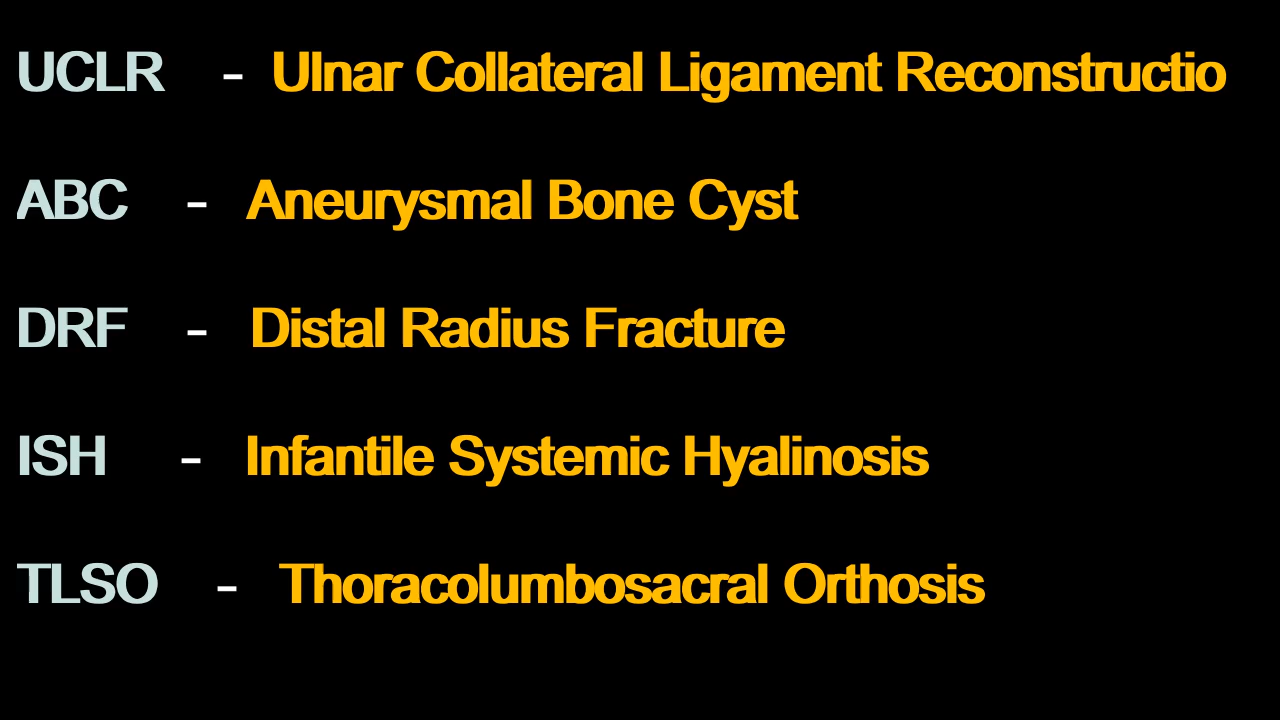 UCLR - Ulnar Collateral Ligament Reconstructio
ABC - Aneurysmal Bone Cyst
DRF - Distal Radius Fracture
ISH - Infantile Systemic Hyalinosis
TLSO - Thoracolumbosacral Orthosis